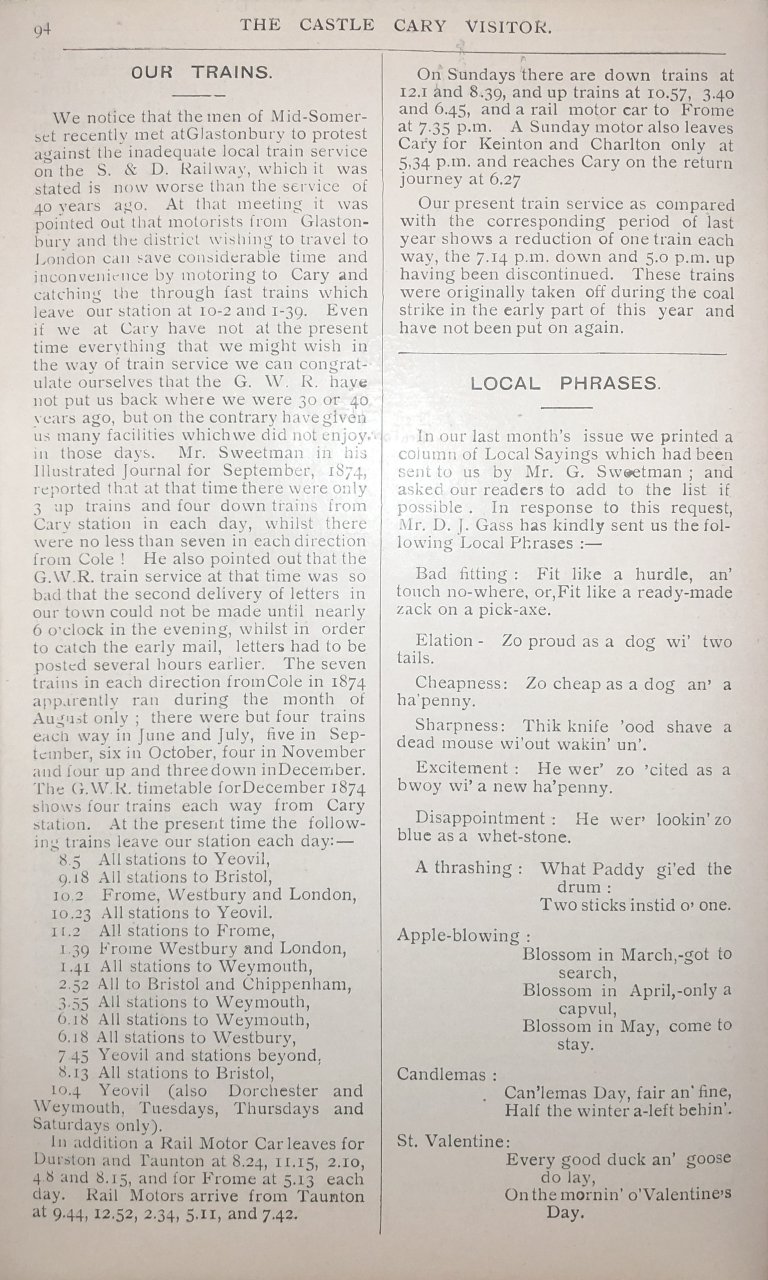 94
THE CASTLE CARY VISITOR.
OUR TRAINS.
We notice that the men of Mid-Somer-
set recently met atGlastonbury to protest
against the inadequate local train service
on the S. & D. Railway, which it was
stated is now worse than the service of
40 years ago. At that meeting it was
pointed out that motorists from Glaston-
bury and the district wishing to travel to
London can save considerable time and
inconvenience by motoring to Cary and
catching the through fast trains which
leave our station at 10-2 and 1-39. Even
if we at Cary have not at the present
time everything that we might wish in
the way of train service we can congrat-
ulate ourselves that the G. W. R. have
not put us back where we were 30 or 40
years ago, but on the contrary have given
us many facilities whichwe did not enjoy
in those days. Mr. Sweetman in his
Illustrated Journal for September, 1874,
reported that at that time there were only
3 up trains and four down trains from
Cary station in each day, whilst there
were no less than seven in each direction
from Cole ! He also pointed out that the
G.W.R. train service at that time was so
bad that the second delivery of letters in
our town could not be made until nearly
6 o'clock in the evening, whilst in order
to catch the early mail, letters had to be
posted several hours earlier. The seven
trains in each direction fromCole in 1874
apparently ran during the month of
August only ; there were but four trains
each way in June and July, five in Sep-
tember, six in October, four in November
and four up and three down inDecember.
The G.W.R. timetable forDecember 1874
shows four trains each way from Cary
station. At the present time the follow-
ing trains leave our station each day:—
8 5 All stations to Yeovil,
9.18 All stations to Bristol,
10.2 Frome, Westbury and London,
10.23 All stations to Yeovil.
11.2 All stations to Frome,
1.39 Frome Westbury and London,
1.41 All stations to Weymouth,
2.52 All to Bristol and Chippenham,
3.55 All stations to Weymouth,
6.18 All stations to Weymouth,
6.18 All stations to Westbury,
7 45 Yeovil and stations beyond,
8.13 All stations to Bristol,
10.4 Yeovil (also Dorchester and
Weymouth, Tuesdays, Thursdays and
Saturdays only).
In addition a Rail Motor Car leaves for
Durston and Taunton at 8.24, 11.15, 2.10,
4 8 and 8.15, and for Frome at 5.13 each
day. Rail Motors arrive from Taunton
at 9.44, 12.52, 2.34, 5.11, and 7.42.
On Sundays there are down trains at
12.1 and 8.39, and up trains at 10.57, 3.40
and 6.45, and a rail motor car to Frome
at 7.35 p.m. A Sunday motor also leaves
Cary for Keinton and Charlton only at
5,34 p.m. and reaches Cary on the return
journey at 6.27
Our present train service as compared
with the corresponding period of last
year shows a reduction of one train each
way, the 7.14 p.m. down and 5.0 p.m. up
having been discontinued. These trains
were originally taken off during the coal
strike in the early part of this year and
have not been put on again.
LOCAL PHRASES.
In our last month's issue we printed a
column of Local Sayings which had been
sent to us by Mr. G. Sweetman ; and
asked our readers to add to the list if
possible . In response to this request,
Mr. D. J. Gass has kindly sent us the fol-
lowing Local Phrases :—
Bad fitting : Fit like a hurdle, an'
touch no-where, or,Fit like a ready-made
zack on a pick-axe.
Elation - Zo proud as a dog wi' two
tails.
Cheapness: Zo cheap as a dog an' a
ha'penny.
Sharpness: Thik knife 'ood shave a
dead mouse wi'out wakin' un'.
Excitement : He wer' zo 'cited as a
bwoy wi' a new ha'penny.
Disappointment : He wer' lookin' zo
blue as a whet-stone.
A thrashing : What Paddy gi'ed the
drum :
Two sticks instid o' one.
Apple-blowing :
Blossom in March,-got to
search,
Blossom in April,-only a
capvul,
Blossom in May, come to
stay.
Candlemas :
Can'lemas Day, fair an' fine,
Half the winter a-left behin'.
St. Valentine:
Every good duck an' goose
do lay,
On the mornin' o'Valentine's
Day.